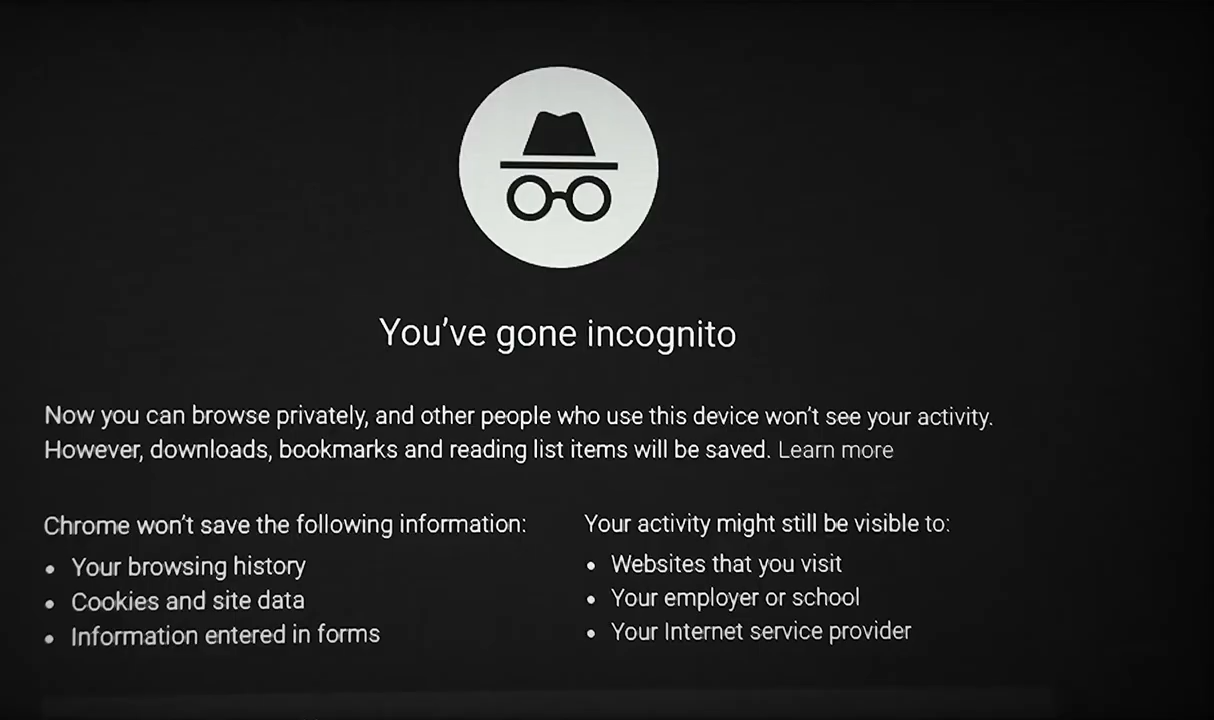 You've gone incognito
Now you can browse privately, and other people who use this device won't see your activity.
However, downloads, bookmarks and reading list items will be saved. Learn more
Chrome won't save the following information:
• Your browsing history
• Cookies and site data
• Information entered in forms
Your activity might still be visible to:
• Websites that you visit
• Your employer or school
• Your Internet service provider